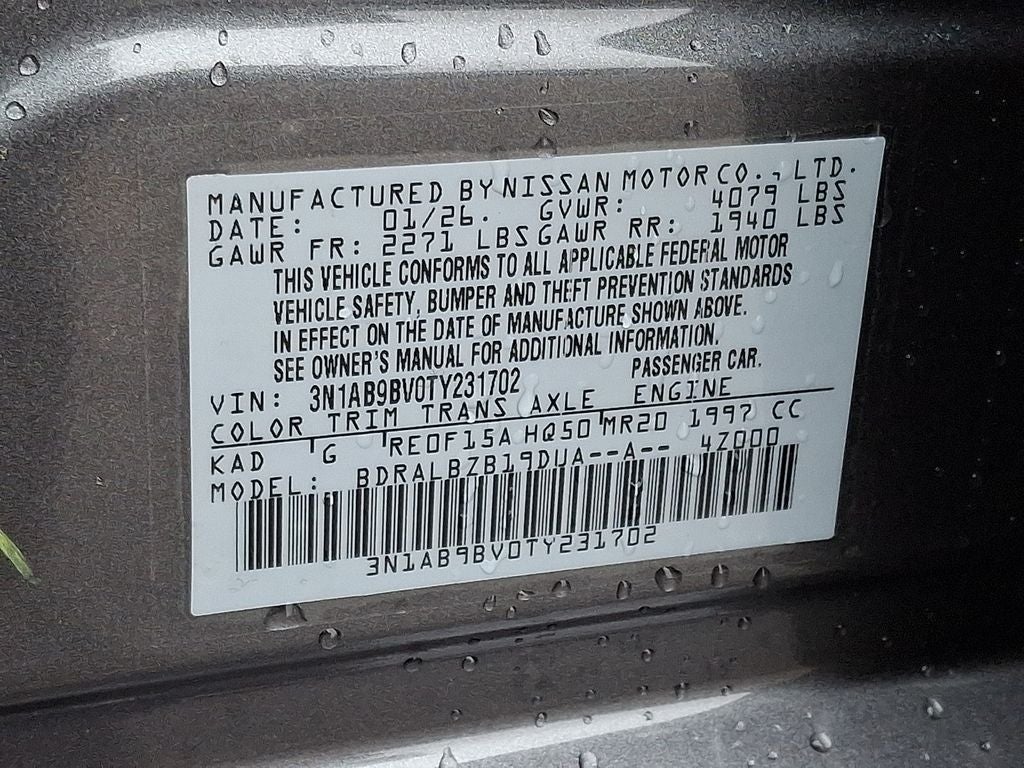 MANUFACTURED BY NISSAN MOTOR CO., LTD.
DATE: 01/26. GVWR: 4079 LBS
GAWR FR: 2271 LBS GAWR RR: 1940 LBS
THIS VEHICLE CONFORMS TO ALL APPLICABLE FEDERAL MOTOR
VEHICLE SAFETY, BUMPER AND THEFT PREVENTION STANDARDS
IN EFFECT ON THE DATE OF MANUFACTURE SHOWN ABOVE.
SEE OWNER'S MANUAL FOR ADDITIONAL INFORMATION.
PASSENGER CAR.
VIN: 3N1AB9BV0TY231702
COLOR TRIM TRANS AXLE ENGINE
KAD G RE0F15A HQ50 MR20 1997 CC
MODEL: BDRALBZB19DUA--A-- 4Z000
3N1AB9BV0TY231702